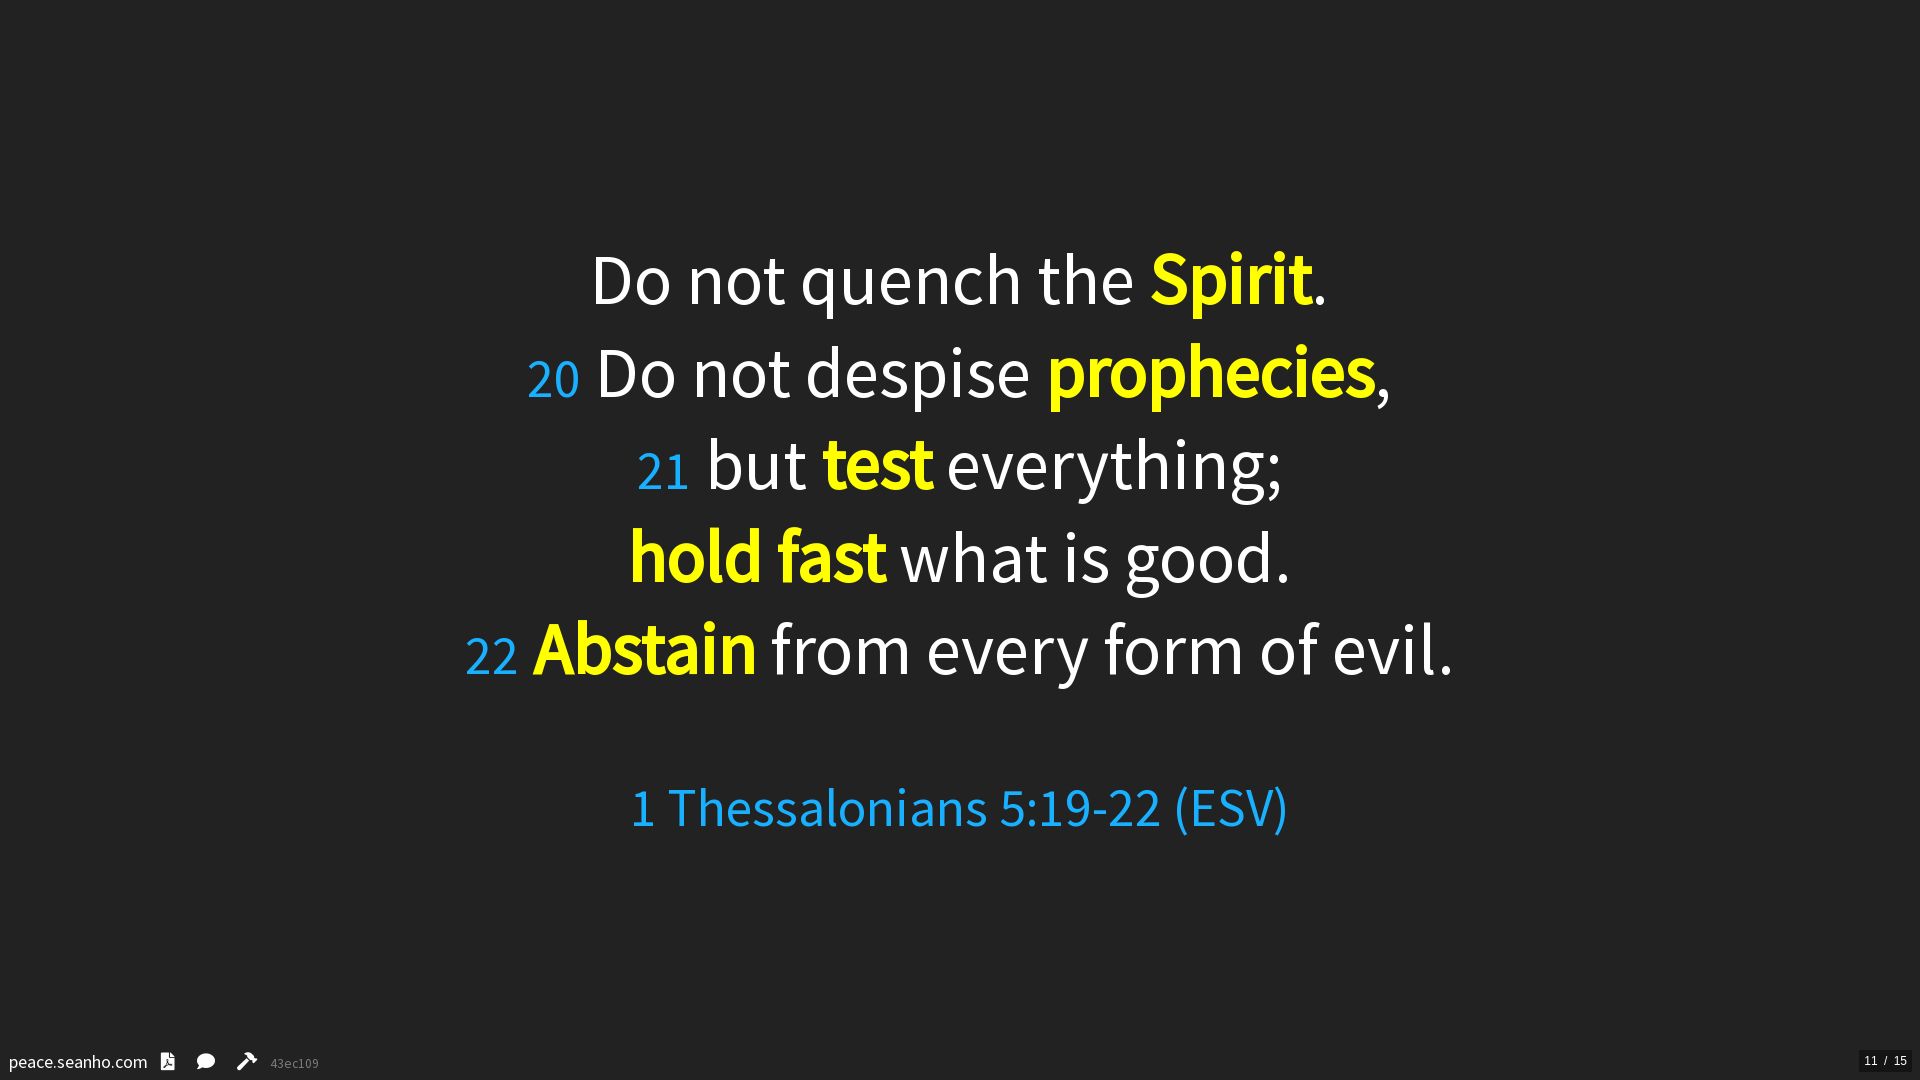 Do not quench the Spirit.
20 Do not despise prophecies,
21 but test everything;
hold fast what is good.
22 Abstain from every form of evil.
1 Thessalonians 5:19-22 (ESV)
peace.seanho.com 43ec109
11 / 15